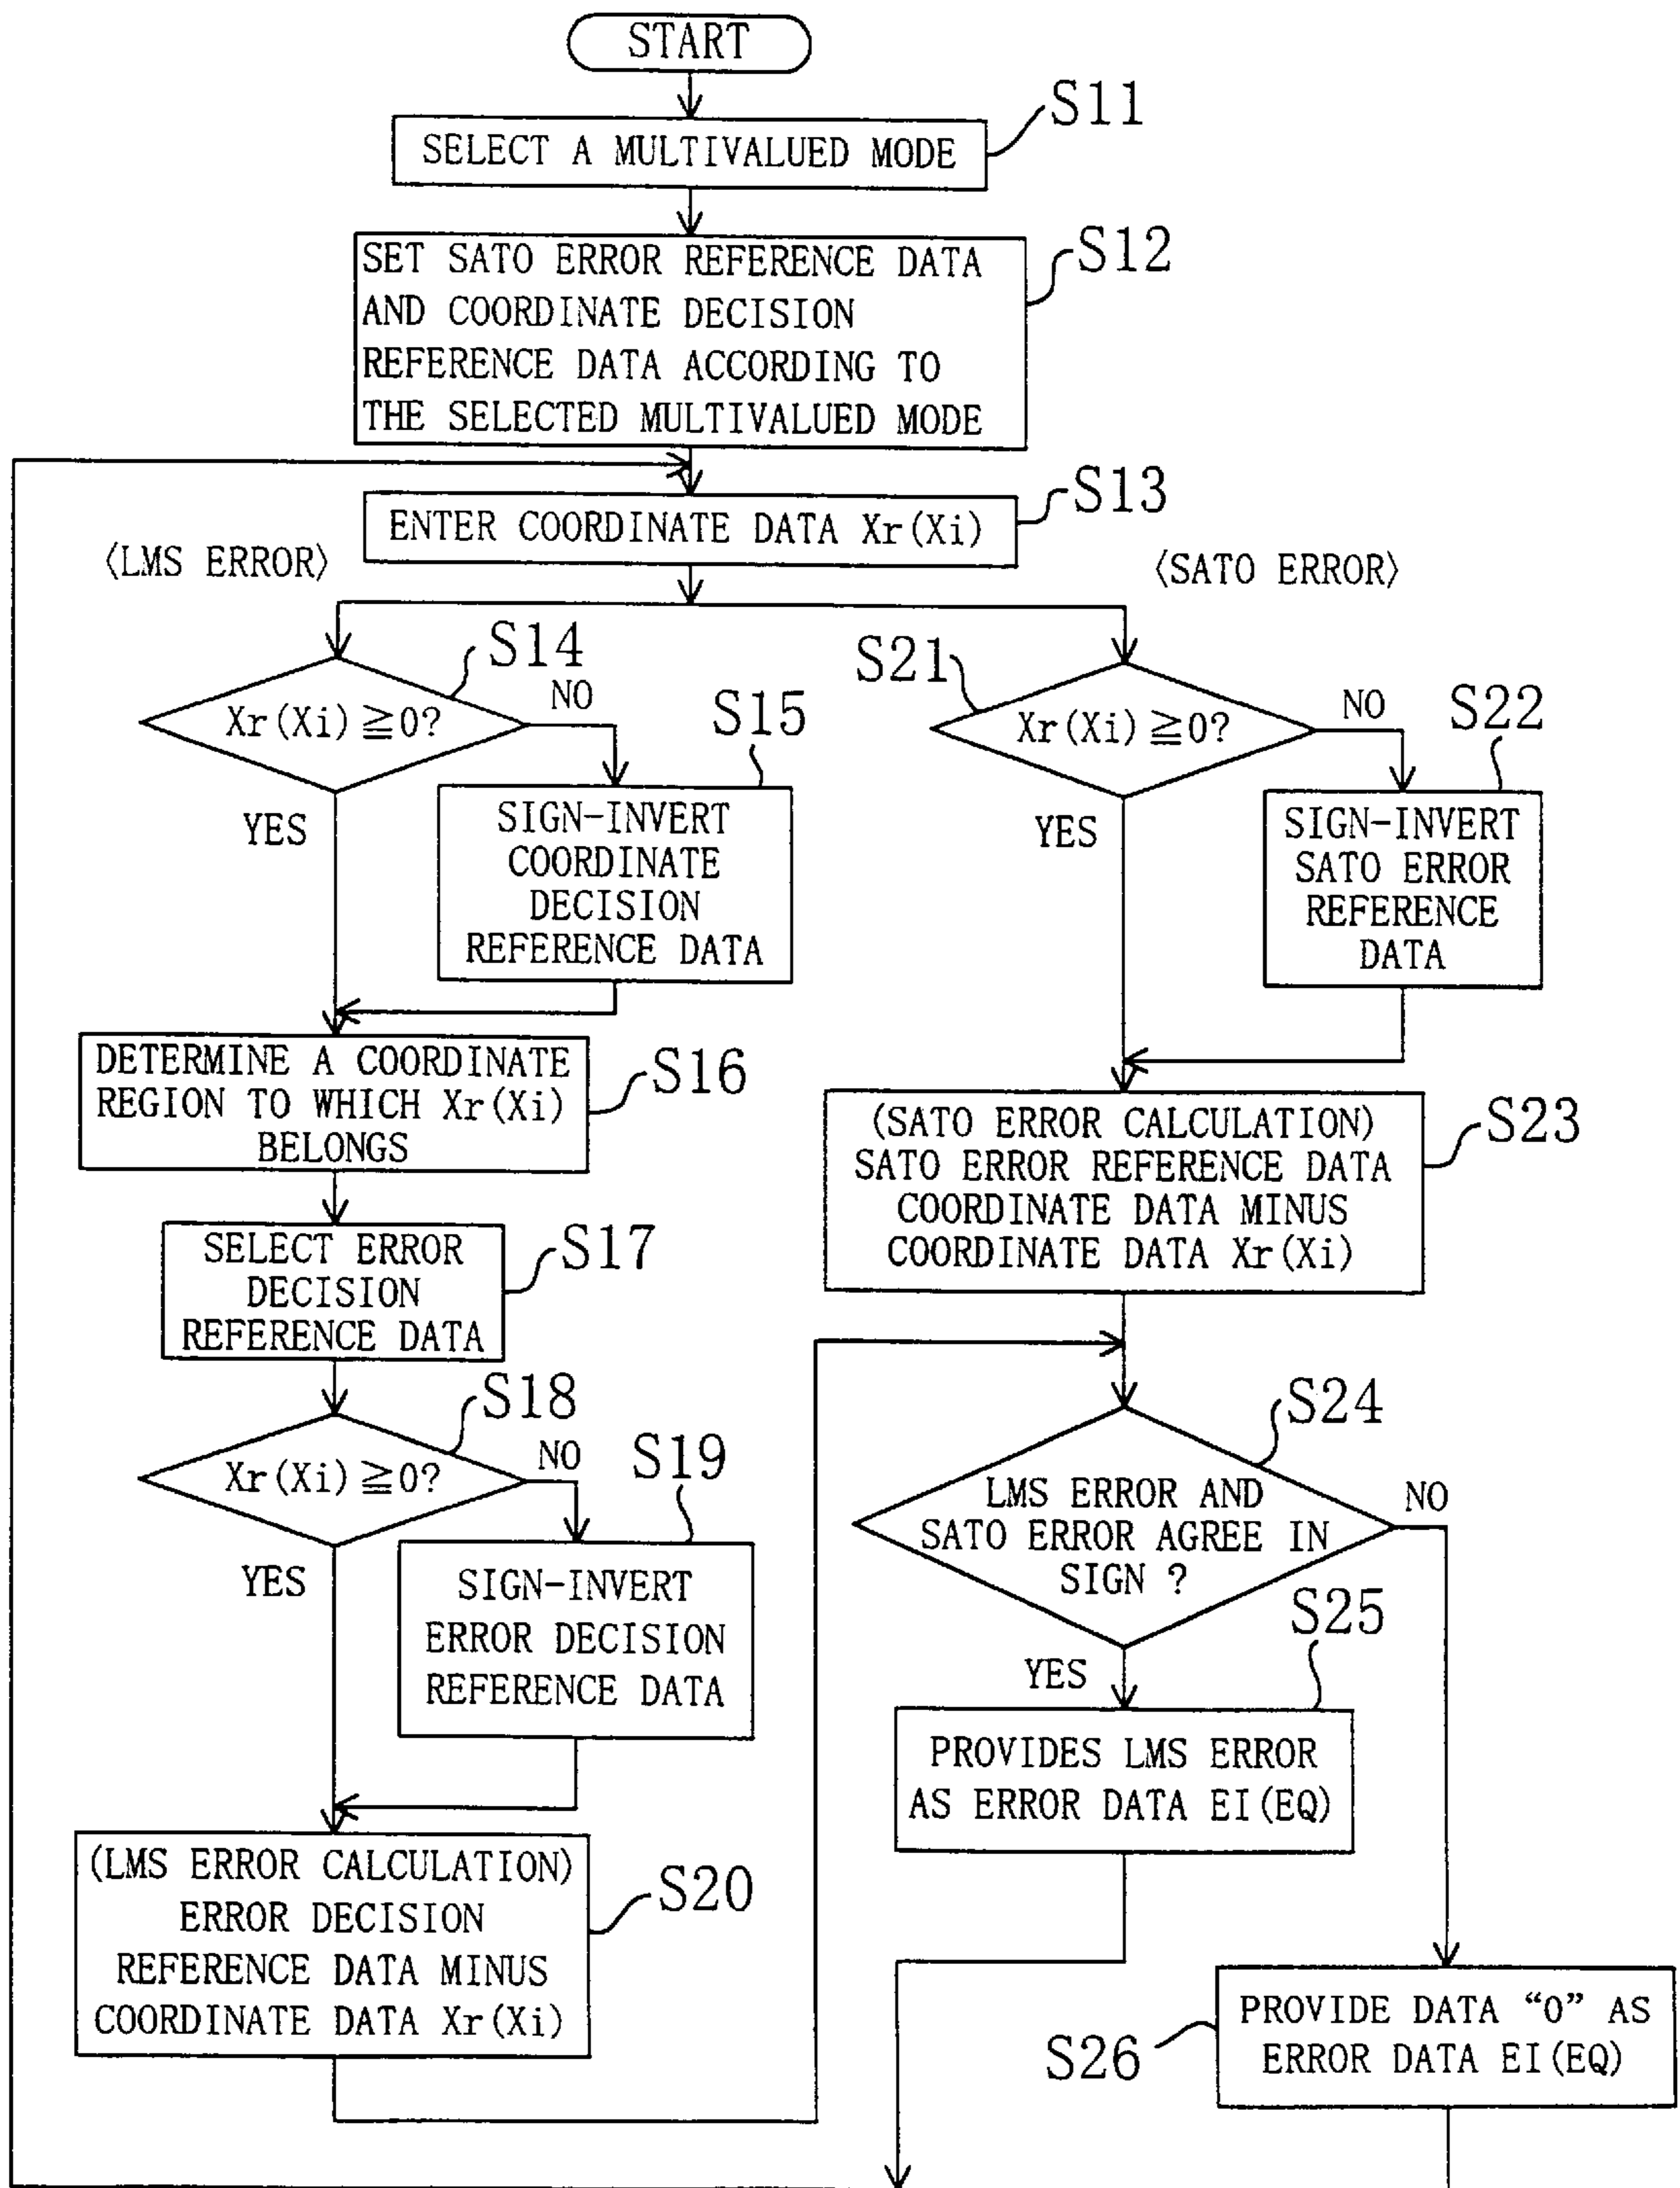 START
S11
SELECT A MULTIVALUED MODE
S12
SET SATO ERROR REFERENCE DATA
AND COORDINATE DECISION
REFERENCE DATA ACCORDING TO
THE SELECTED MULTIVALUED MODE
S13
ENTER COORDINATE DATA Xr(Xi)
〈LMS ERROR〉
〈SATO ERROR〉
S14
Xr(Xi)≧0?
NO
YES
S15
SIGN-INVERT
COORDINATE
DECISION
REFERENCE DATA
S16
DETERMINE A COORDINATE
REGION TO WHICH Xr(Xi)
BELONGS
S17
SELECT ERROR
DECISION
REFERENCE DATA
S18
Xr(Xi)≧0?
NO
YES
S19
SIGN-INVERT
ERROR DECISION
REFERENCE DATA
S20
(LMS ERROR CALCULATION)
ERROR DECISION
REFERENCE DATA MINUS
COORDINATE DATA Xr(Xi)
S21
Xr(Xi)≧0?
NO
YES
S22
SIGN-INVERT
SATO ERROR
REFERENCE
DATA
S23
(SATO ERROR CALCULATION)
SATO ERROR REFERENCE DATA
COORDINATE DATA MINUS
COORDINATE DATA Xr(Xi)
S24
LMS ERROR AND
SATO ERROR AGREE IN
SIGN ?
NO
YES
S25
PROVIDES LMS ERROR
AS ERROR DATA EI(EQ)
S26
PROVIDE DATA “0” AS
ERROR DATA EI(EQ)